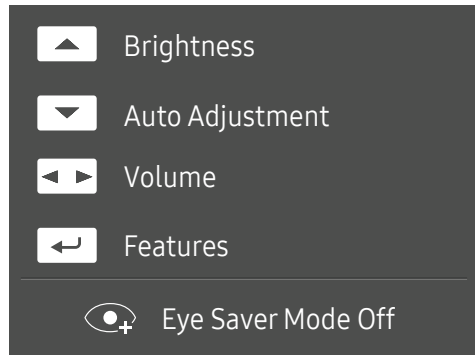 Brightness
Auto Adjustment
Volume
Features
Eye Saver Mode Off